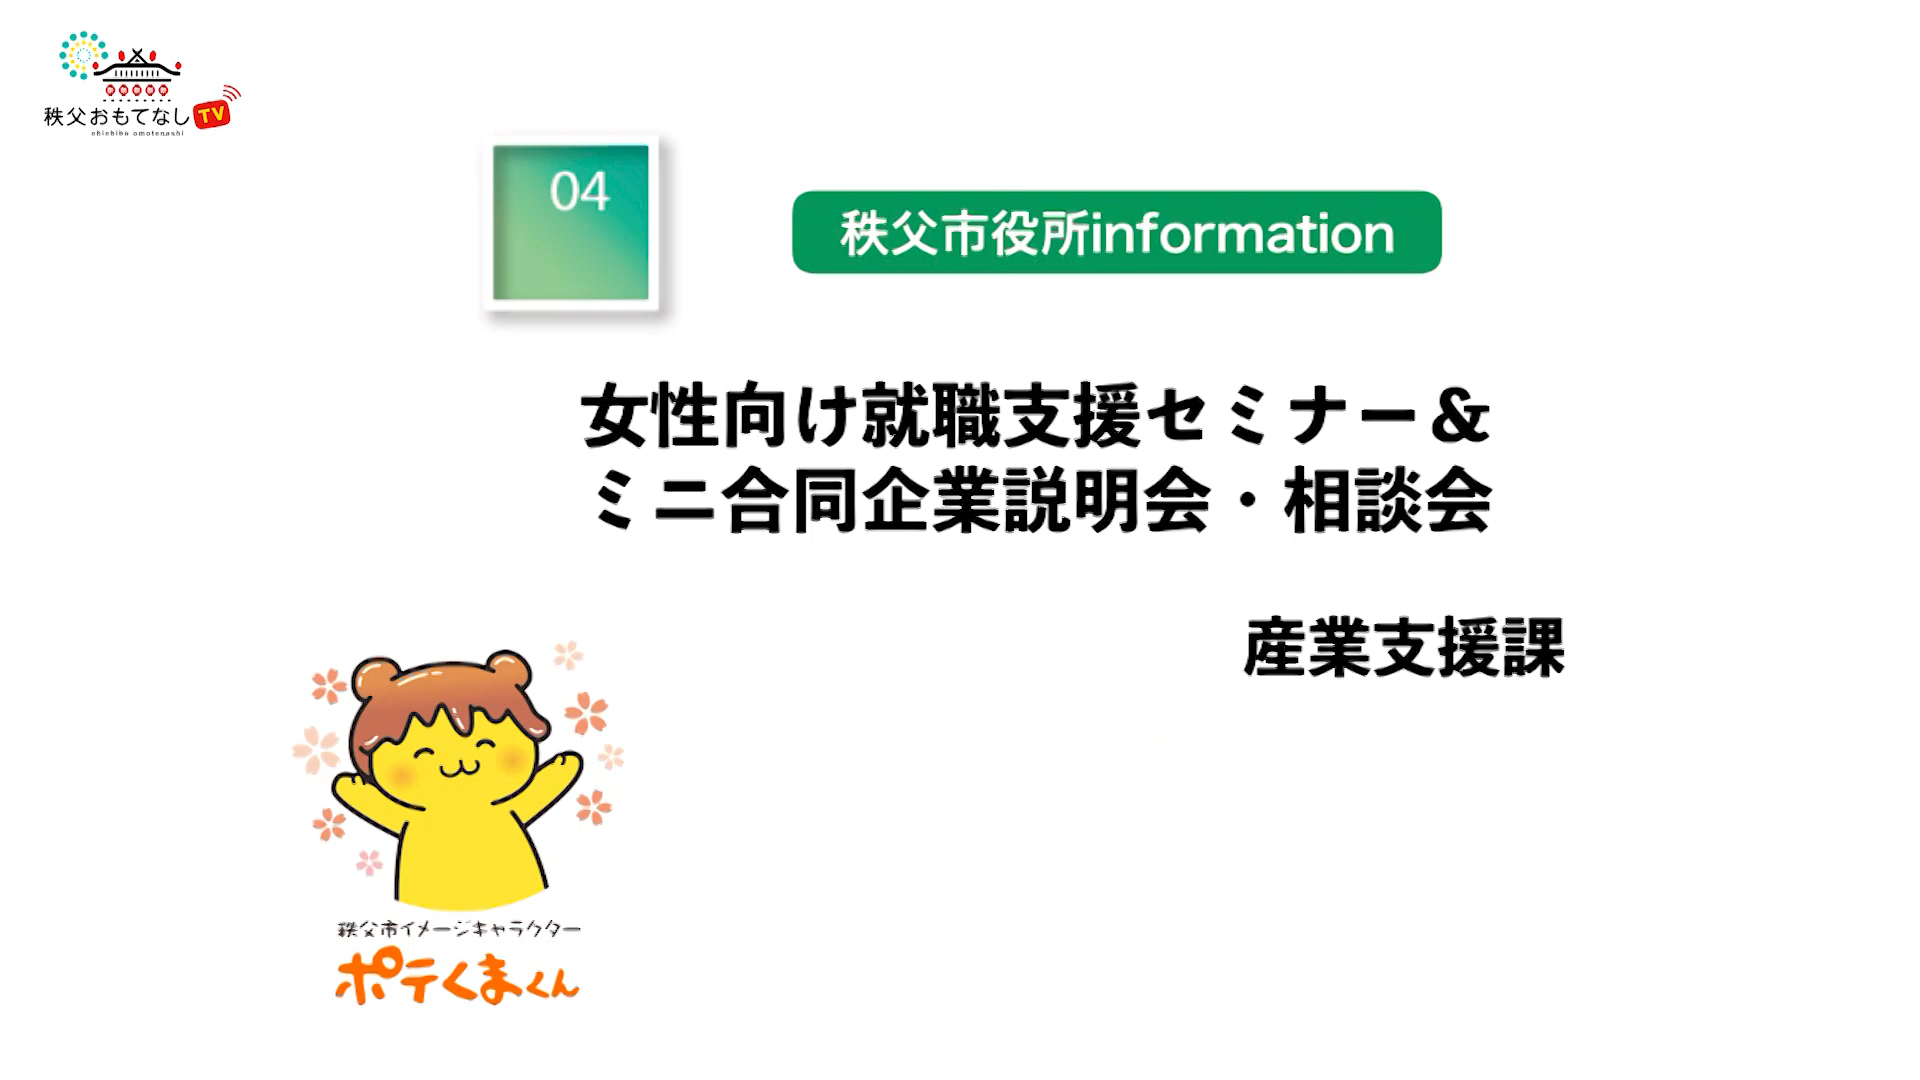 秩父おもてなしTV
chichibu omotenashi
04
秩父市役所information
女性向け就職支援セミナー&
ミニ合同企業説明会・相談会
産業支援課
秩父市イメージキャラクター
ポテくまくん